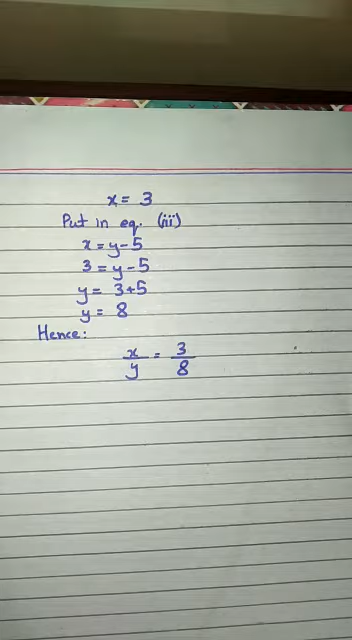 x = 3
Put in eq. (iii)
x = y - 5
3 = y - 5
y = 3 + 5
y = 8
Hence:
x/y = 3/8